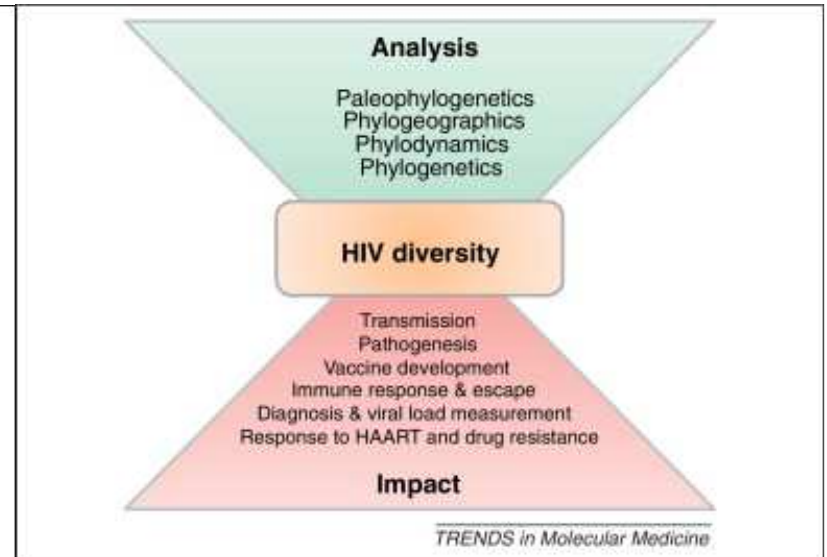 Analysis
Paleophylogenetics
Phylogeographics
Phylodynamics
Phylogenetics
HIV diversity
Transmission
Pathogenesis
Vaccine development
Immune response & escape
Diagnosis & viral load measurement
Response to HAART and drug resistance
Impact
TRENDS in Molecular Medicine